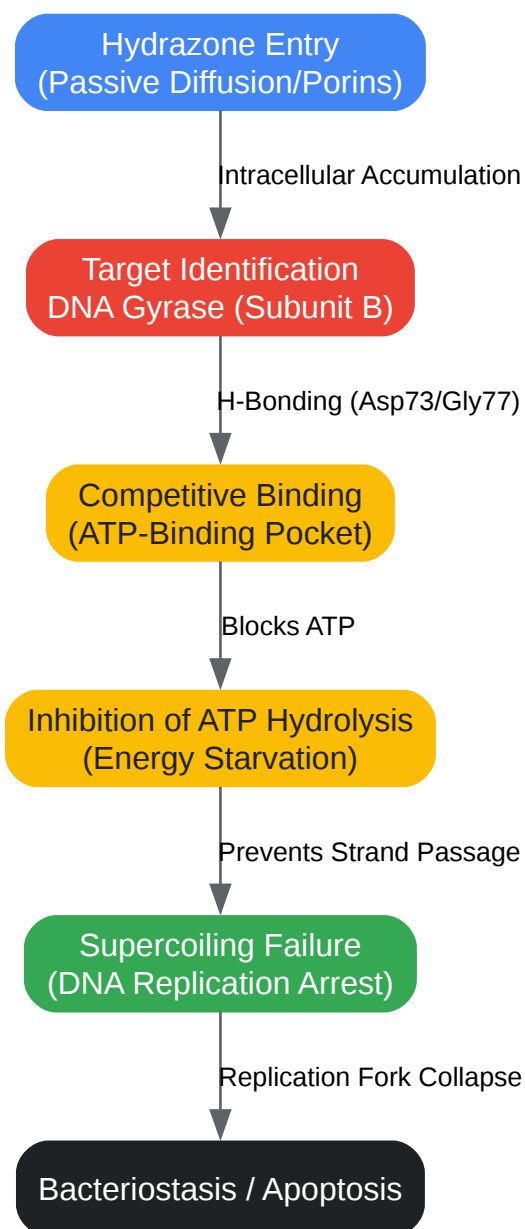 Hydrazone Entry
(Passive Diffusion/Porins)
Intracellular Accumulation
Target Identification
DNA Gyrase (Subunit B)
H-Bonding (Asp73/Gly77)
Competitive Binding
(ATP-Binding Pocket)
Blocks ATP
Inhibition of ATP Hydrolysis
(Energy Starvation)
Prevents Strand Passage
Supercoiling Failure
(DNA Replication Arrest)
Replication Fork Collapse
Bacteriostasis / Apoptosis